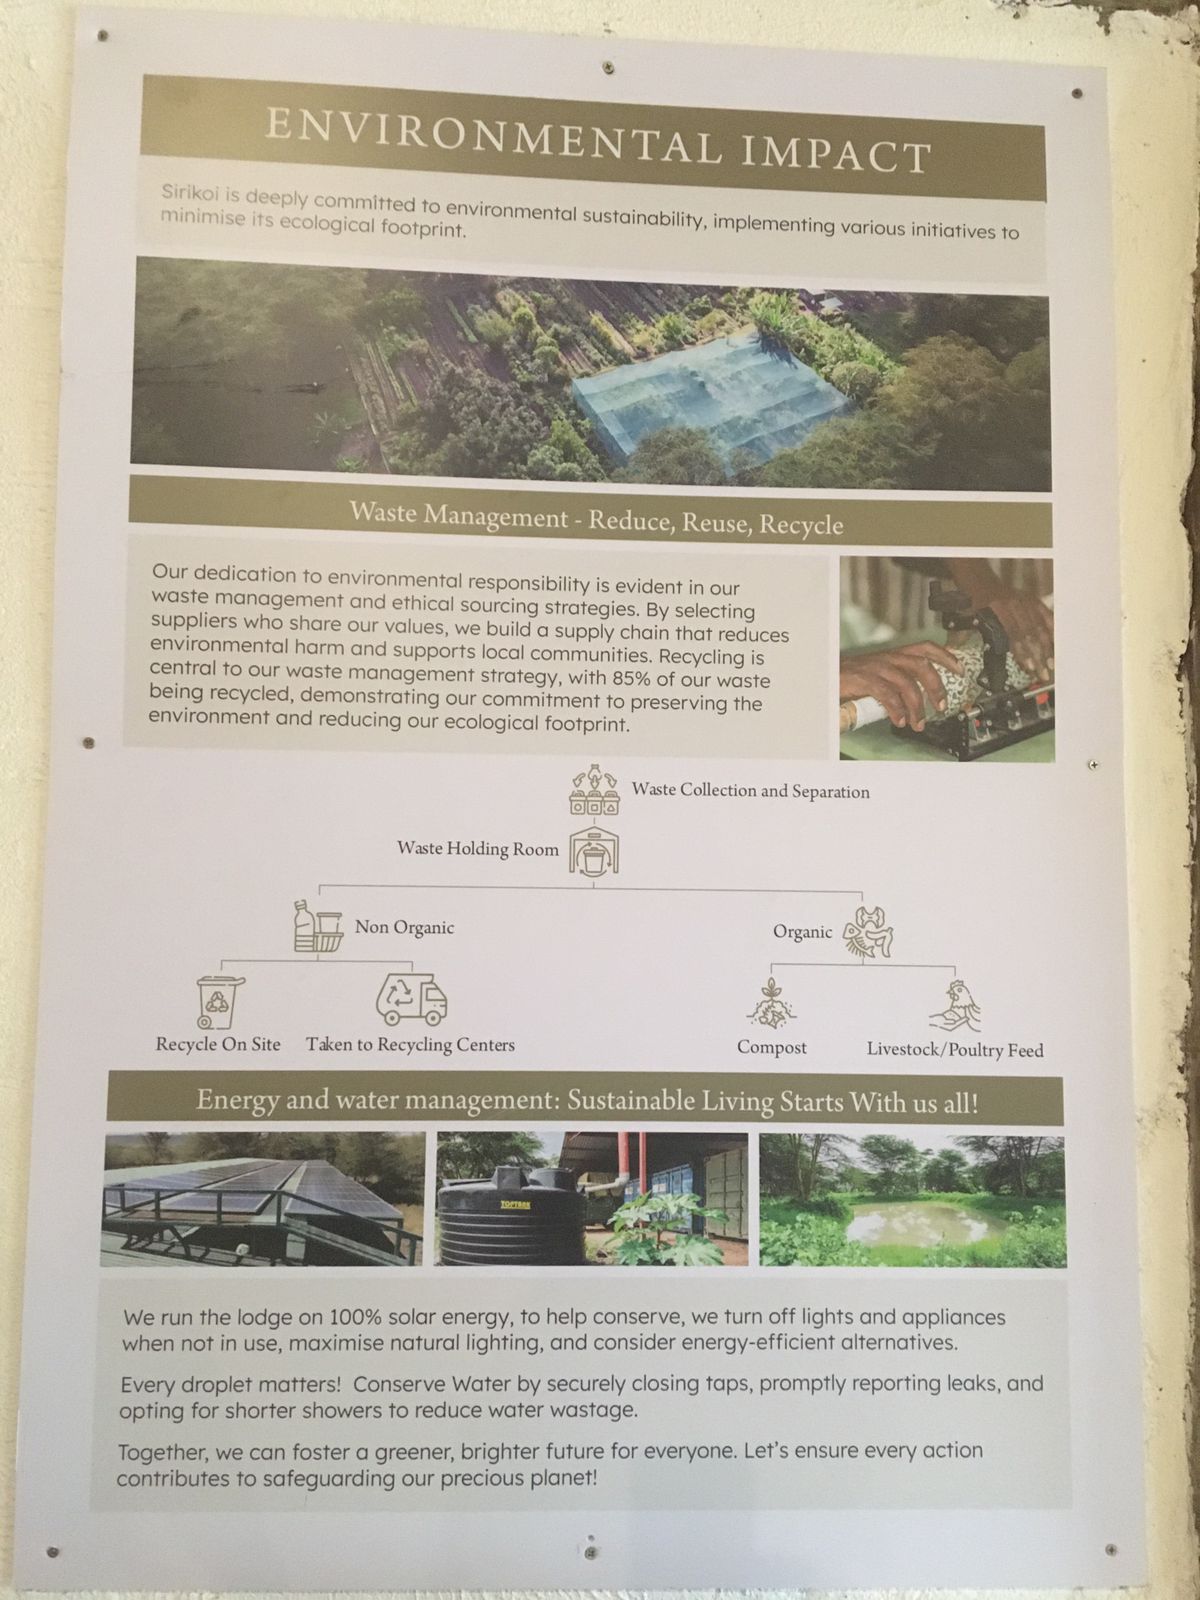 ENVIRONMENTAL IMPACT
Sirikoi is deeply committed to environmental sustainability, implementing various initiatives to
minimise its ecological footprint.
Waste Management - Reduce, Reuse, Recycle
Our dedication to environmental responsibility is evident in our
waste management and ethical sourcing strategies. By selecting
suppliers who share our values, we build a supply chain that reduces
environmental harm and supports local communities. Recycling is
central to our waste management strategy, with 85% of our waste
being recycled, demonstrating our commitment to preserving the
environment and reducing our ecological footprint.
Waste Collection and Separation
Waste Holding Room
Non Organic
Organic
Recycle On Site
Taken to Recycling Centers
Compost
Livestock/Poultry Feed
Energy and water management: Sustainable Living Starts With us all!
TOPTANK
We run the lodge on 100% solar energy, to help conserve, we turn off lights and appliances
when not in use, maximise natural lighting, and consider energy-efficient alternatives.
Every droplet matters! Conserve Water by securely closing taps, promptly reporting leaks, and
opting for shorter showers to reduce water wastage.
Together, we can foster a greener, brighter future for everyone. Let's ensure every action
contributes to safeguarding our precious planet!